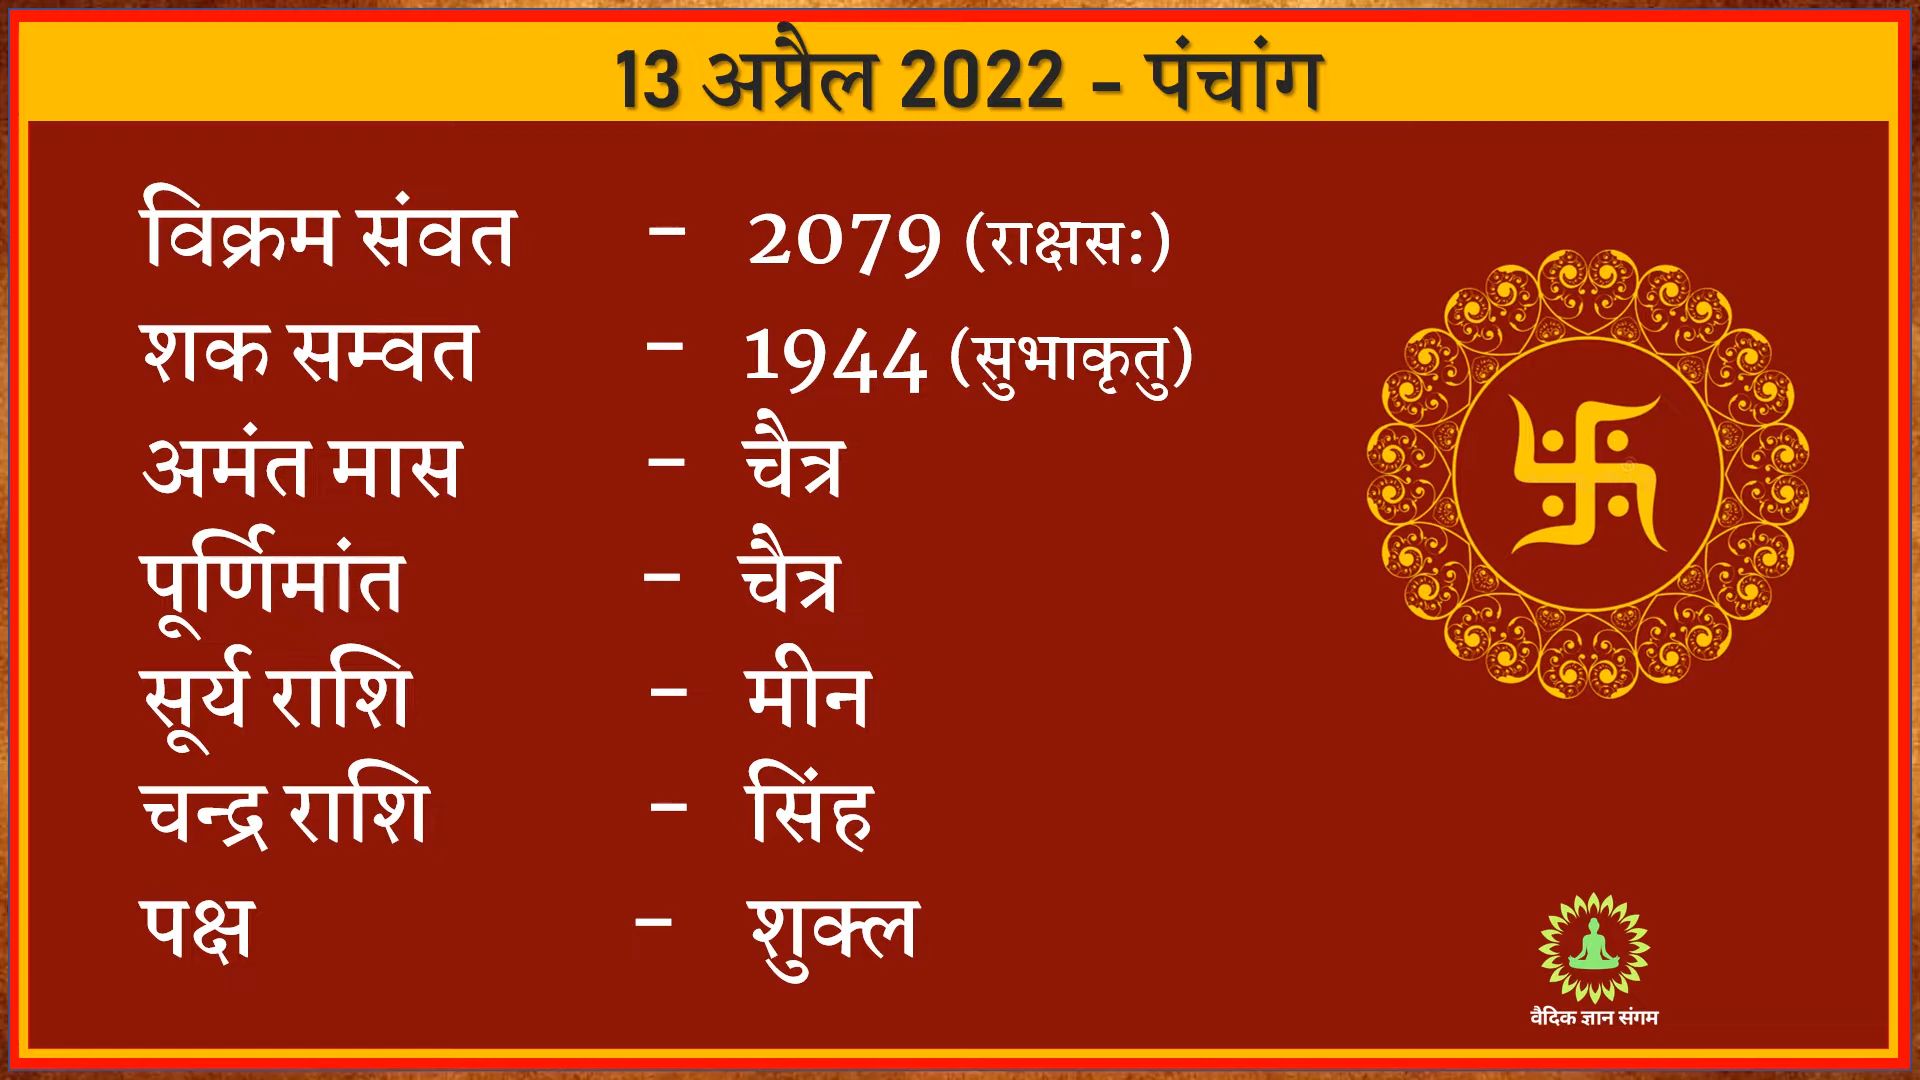 13 अप्रैल 2022 - पंचांग
विक्रम संवत - 2079 (राक्षस:)
शक सम्वत - 1944 (सुभाकृतु)
अमंत मास - चैत्र
पूर्णिमांत - चैत्र
सूर्य राशि - मीन
चन्द्र राशि - सिंह
पक्ष - शुक्ल
वैदिक ज्ञान संगम